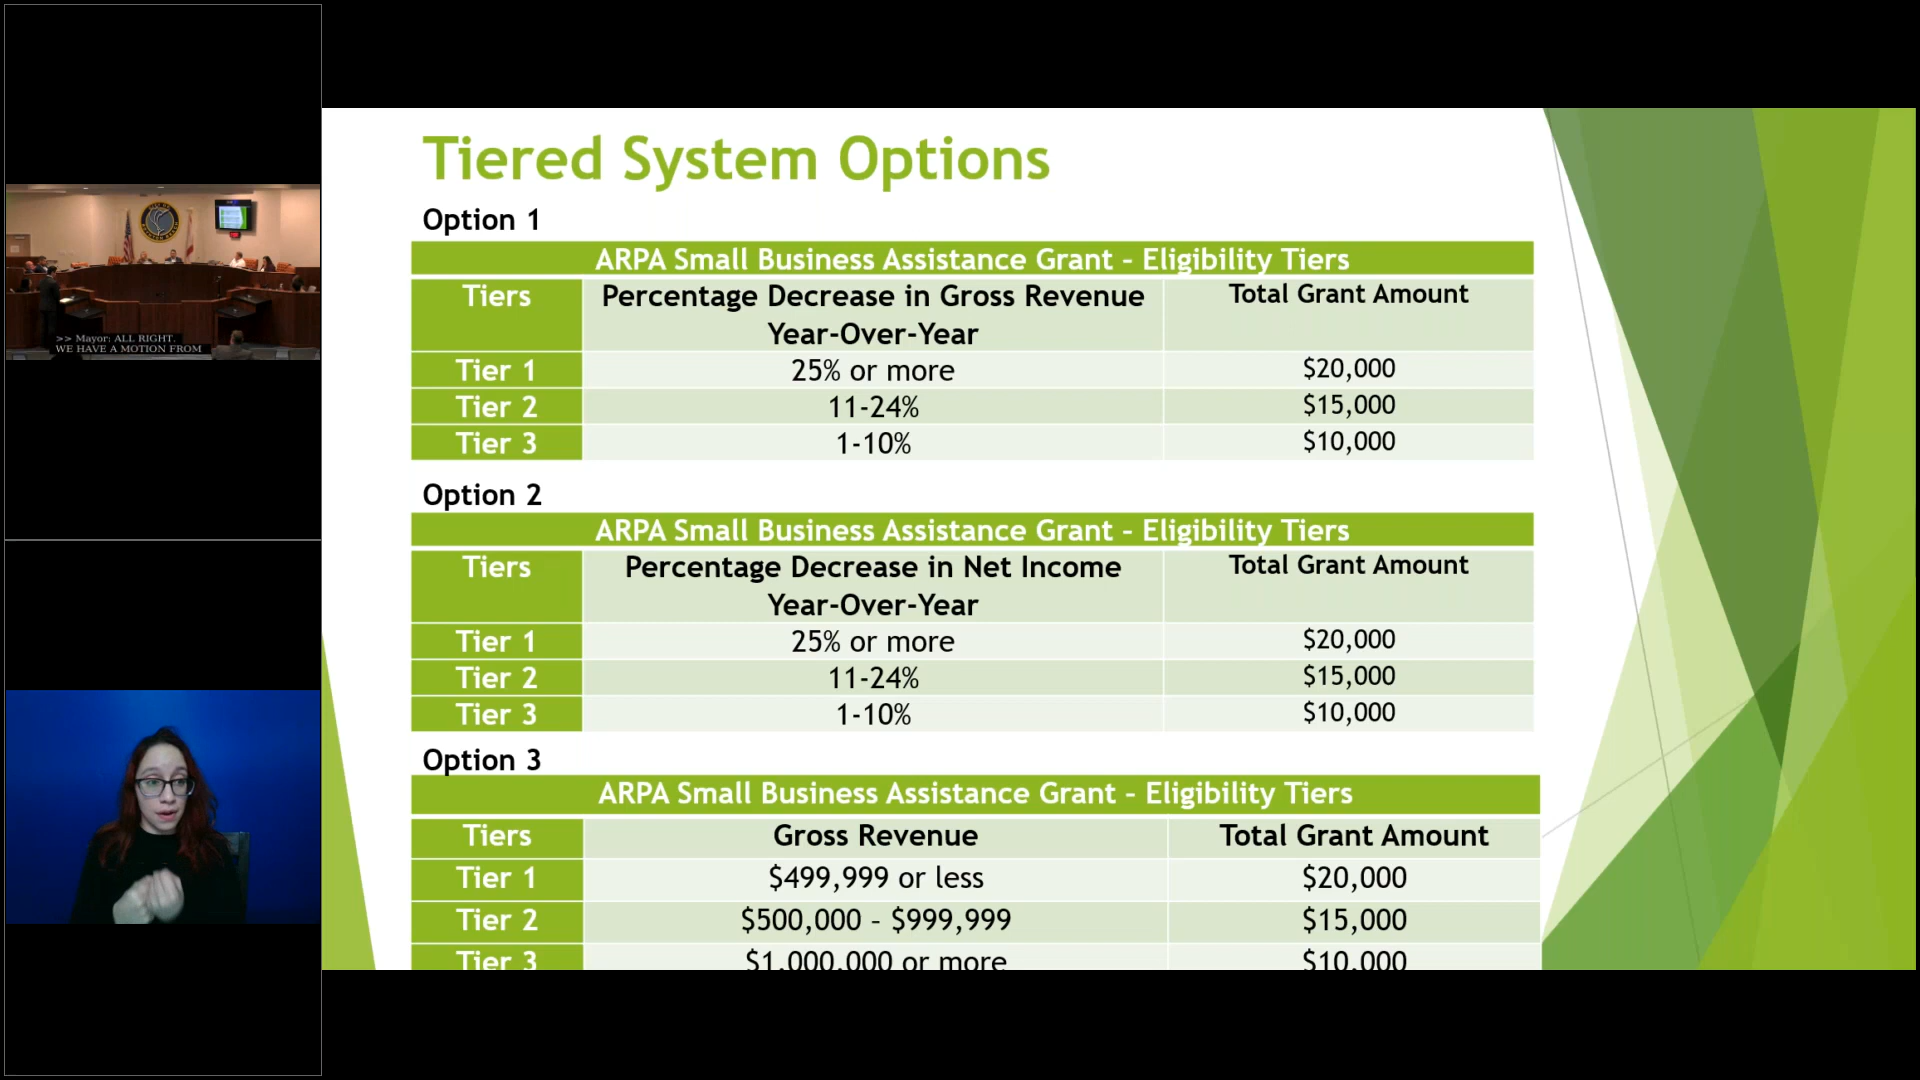 Tiered System Options
Option 1
ARPA Small Business Assistance Grant – Eligibility Tiers
Tiers Percentage Decrease in Gross Revenue Total Grant Amount
Year-Over-Year
Tier 1 25% or more $20,000
Tier 2 11-24% $15,000
Tier 3 1-10% $10,000
Option 2
ARPA Small Business Assistance Grant – Eligibility Tiers
Tiers Percentage Decrease in Net Income Total Grant Amount
Year-Over-Year
Tier 1 25% or more $20,000
Tier 2 11-24% $15,000
Tier 3 1-10% $10,000
Option 3
ARPA Small Business Assistance Grant – Eligibility Tiers
Tiers Gross Revenue Total Grant Amount
Tier 1 $499,999 or less $20,000
Tier 2 $500,000 – $999,999 $15,000
Tier 3 $1,000,000 or more $10,000
>> Mayor: ALL RIGHT.
WE HAVE A MOTION FROM